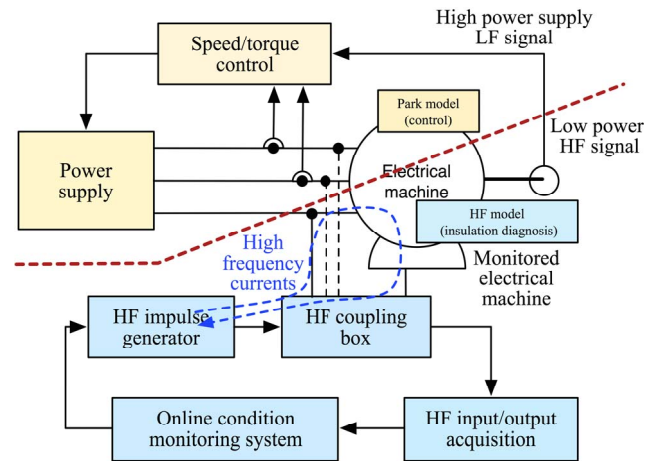 High power supply
LF signal
Speed/torque
control
Park model
(control)
Low power
HF signal
Power
supply
Electrical
machine
HF model
(insulation diagnosis)
High
frequency
currents
Monitored
electrical
machine
HF impulse
generator
HF coupling
box
Online condition
monitoring system
HF input/output
acquisition